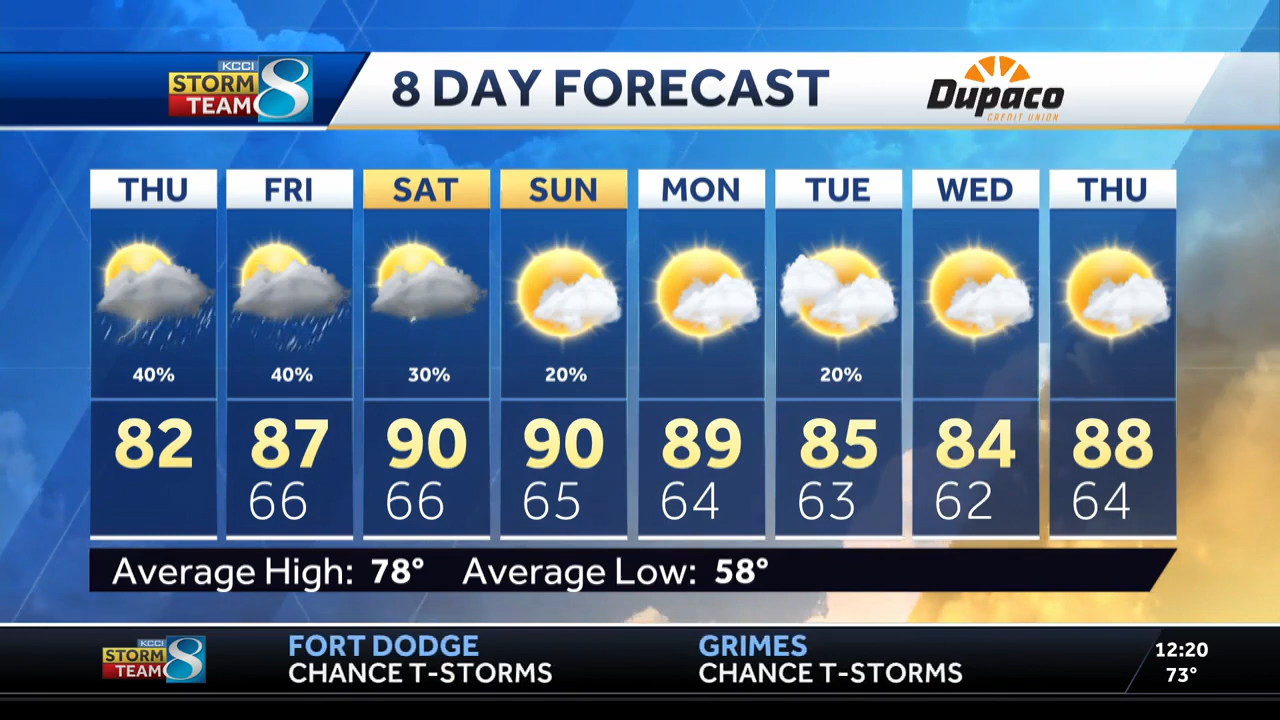 KCCI
STORM
TEAM 8
8 DAY FORECAST
Dupaco
CREDIT UNION
THU FRI SAT SUN MON TUE WED THU
40% 40% 30% 20% 20%
82 87 90 90 89 85 84 88
66 66 65 64 63 62 64
Average High: 78° Average Low: 58°
KCCI
STORM
TEAM 8
FORT DODGE
CHANCE T-STORMS
GRIMES
CHANCE T-STORMS
12:20
73°